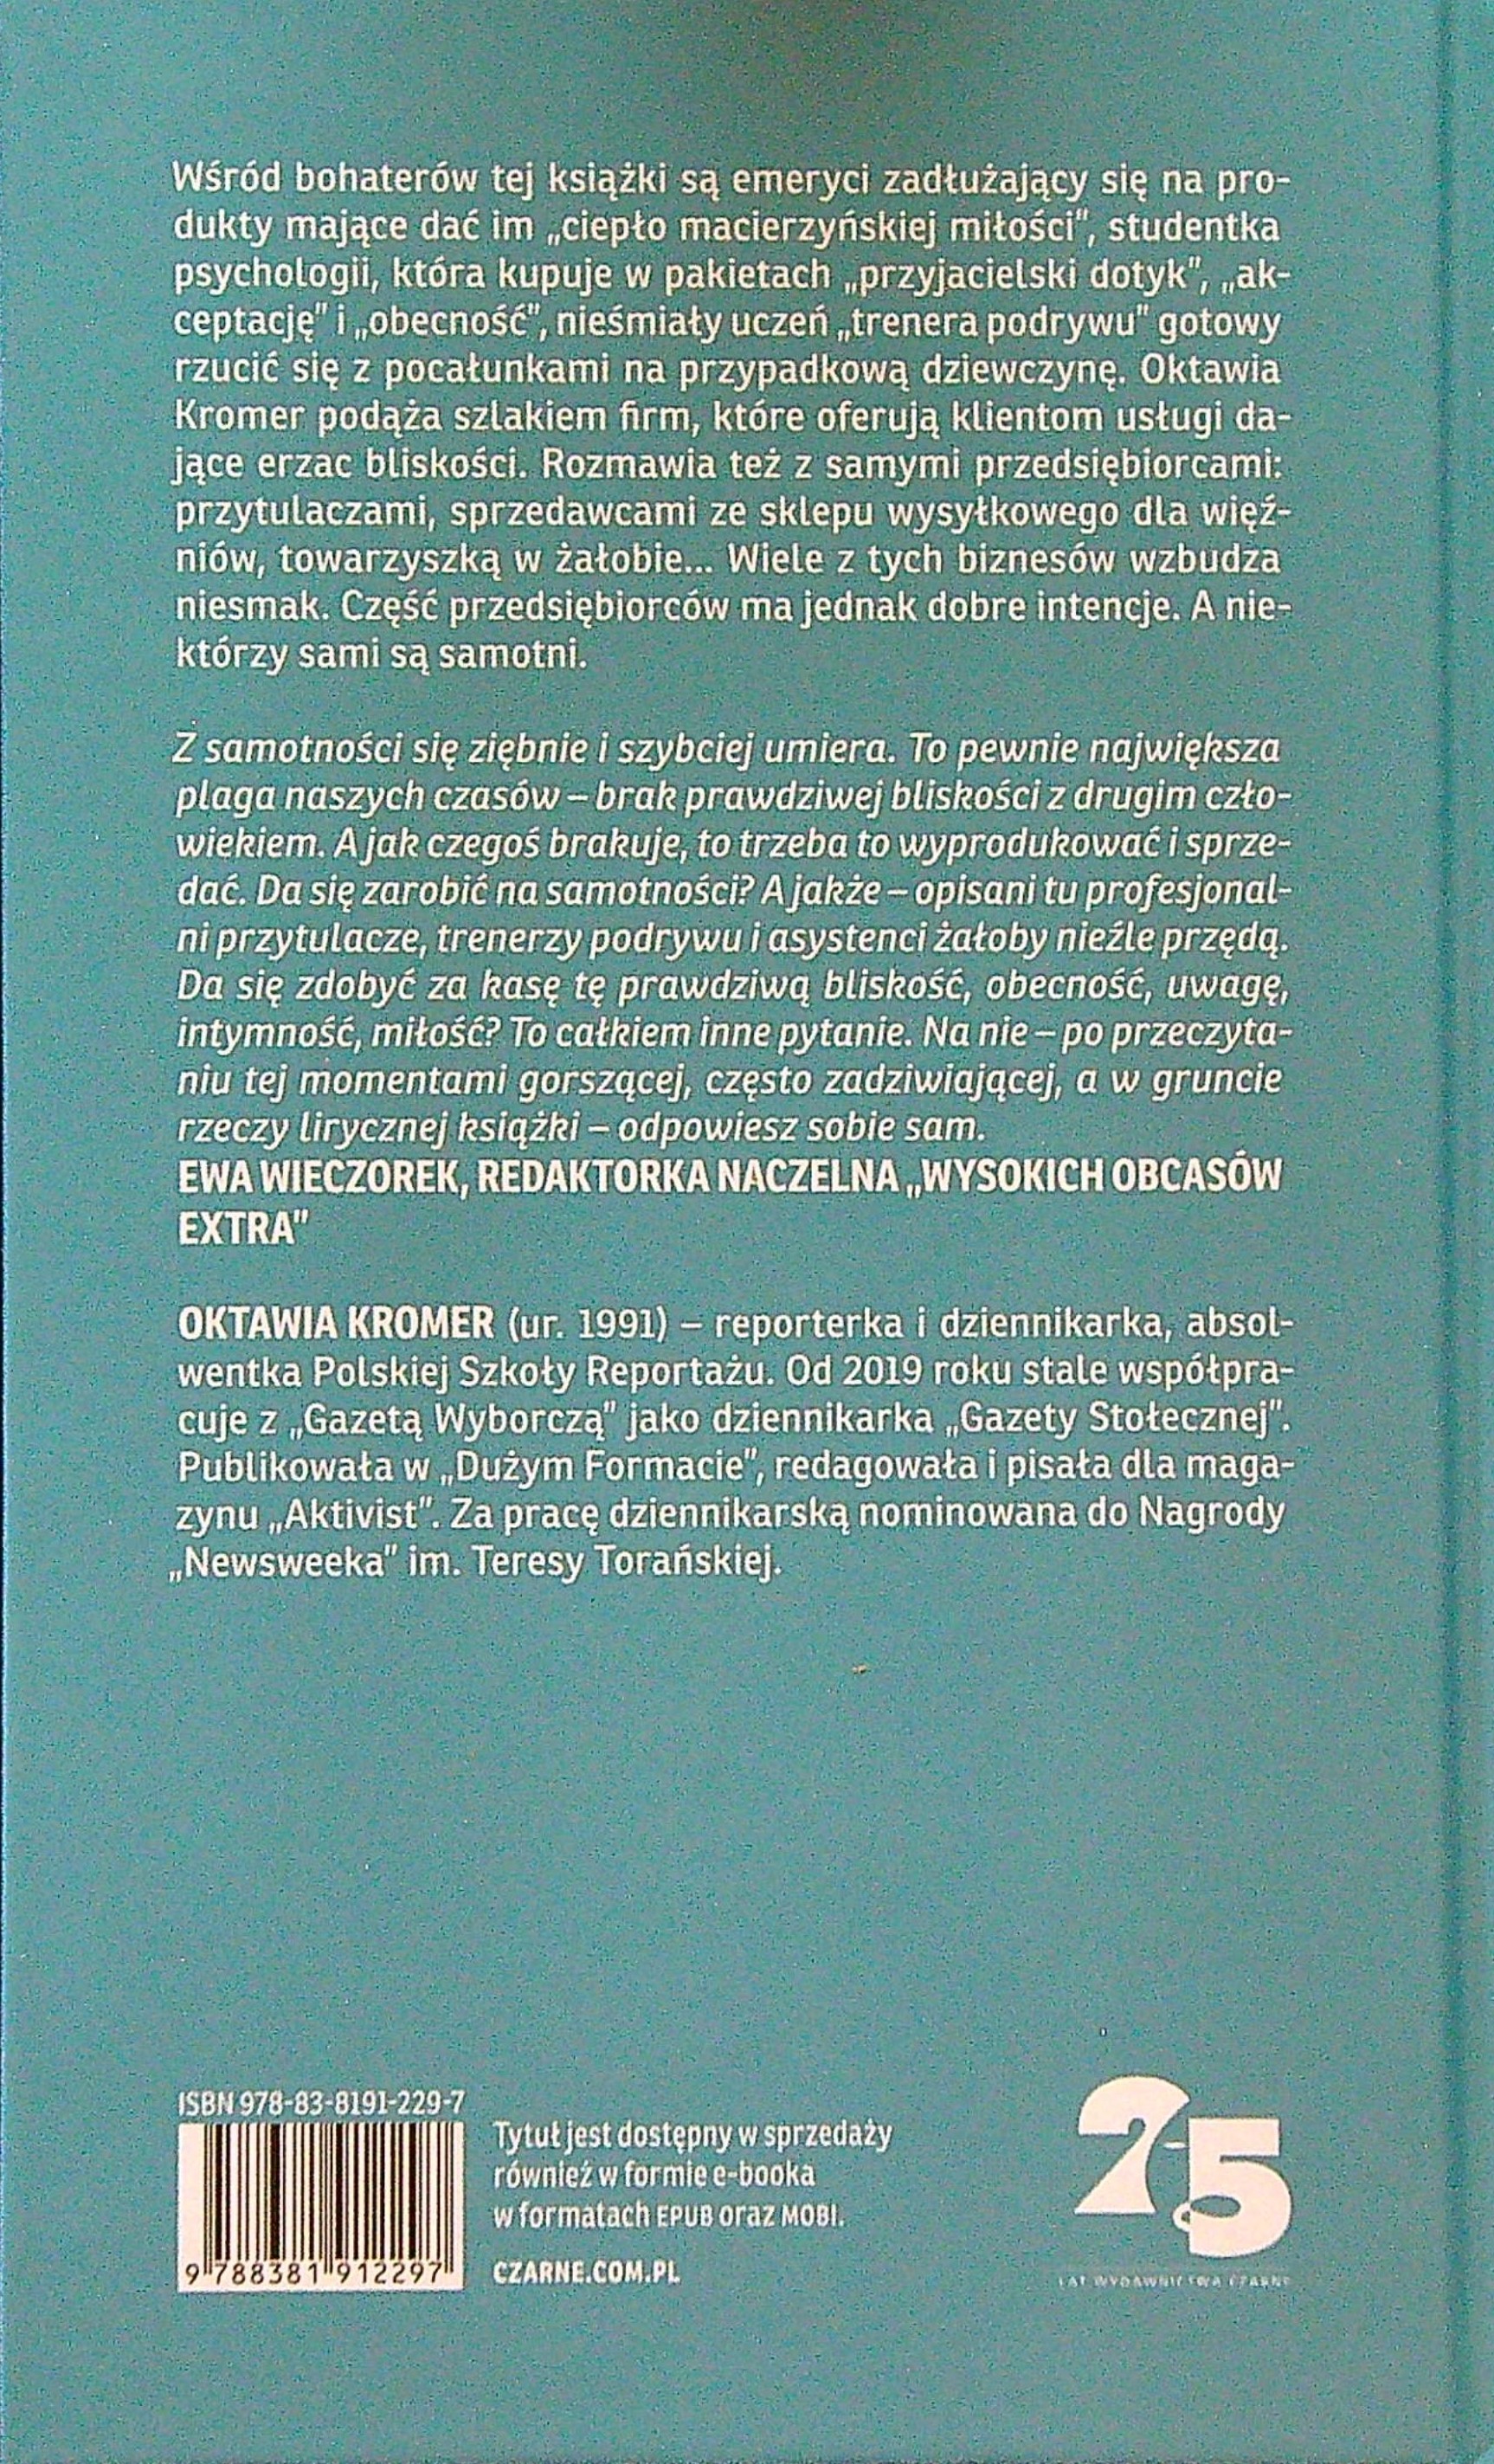 Wśród bohaterów tej książki są emeryci zadłużający się na pro-
dukty mające dać im „ciepło macierzyńskiej miłości", studentka
psychologii, która kupuje w pakietach „przyjacielski dotyk", „ak-
ceptację" i „obecność", nieśmiały uczeń „trenera podrywu" gotowy
rzucić się z pocałunkami na przypadkową dziewczynę. Oktawia
Kromer podąża szlakiem firm, które oferują klientom usługi da-
jące erzac bliskości. Rozmawia też z samymi przedsiębiorcami:
przytulaczami, sprzedawcami ze sklepu wysyłkowego dla więź-
niów, towarzyszką w żałobie... Wiele z tych biznesów wzbudza
niesmak. Część przedsiębiorców ma jednak dobre intencje. A nie-
którzy sami są samotni.
Z samotności się ziębnie i szybciej umiera. To pewnie największa
plaga naszych czasów – brak prawdziwej bliskości z drugim czło-
wiekiem. A jak czegoś brakuje, to trzeba to wyprodukować i sprze-
dać. Da się zarobić na samotności? A jakże – opisani tu profesjonal-
ni przytulacze, trenerzy podrywu i asystenci żałoby nieźle przędą.
Da się zdobyć za kasę tę prawdziwą bliskość, obecność, uwagę,
intymność, miłość? To całkiem inne pytanie. Na nie – po przeczyta-
niu tej momentami gorszącej, często zadziwiającej, a w gruncie
rzeczy lirycznej książki – odpowiesz sobie sam.
EWA WIECZOREK, REDAKTORKA NACZELNA „WYSOKICH OBCASÓW
EXTRA"
OKTAWIA KROMER (ur. 1991) – reporterka i dziennikarka, absol-
wentka Polskiej Szkoły Reportażu. Od 2019 roku stale współpra-
cuje z „Gazetą Wyborczą" jako dziennikarka „Gazety Stołecznej".
Publikowała w „Dużym Formacie", redagowała i pisała dla maga-
zynu „Aktivist". Za pracę dziennikarską nominowana do Nagrody
„Newsweeka" im. Teresy Torańskiej.
ISBN 978-83-8191-229-7
9 788381 912297
Tytuł jest dostępny w sprzedaży
również w formie e-booka
w formatach EPUB oraz MOBI.
CZARNE.COM.PL
25
LAT WYDAWNICTWA CZARNE